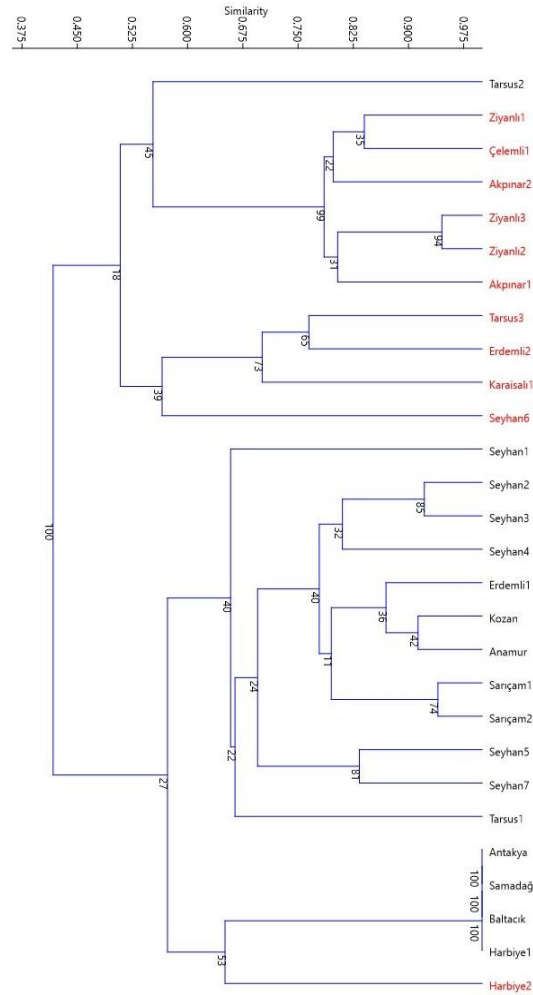 Similarity
0.375
0.450
0.525
0.600
0.675
0.750
0.825
0.900
0.975
Tarsus2
Ziyanlı1
35
Çelemli1
45
22
Akpınar2
99
Ziyanlı3
94
Ziyanlı2
31
18
Akpınar1
Tarsus3
65
Erdemli2
73
Karaisalı1
39
Seyhan6
Seyhan1
Seyhan2
85
Seyhan3
32
100
Seyhan4
Erdemli1
40
36
Kozan
42
40
Anamur
11
24
Sarıçam1
74
Sarıçam2
22
Seyhan5
81
27
Seyhan7
Tarsus1
Antakya
100
Samadağ
100
Baltacık
100
Harbiye1
53
Harbiye2